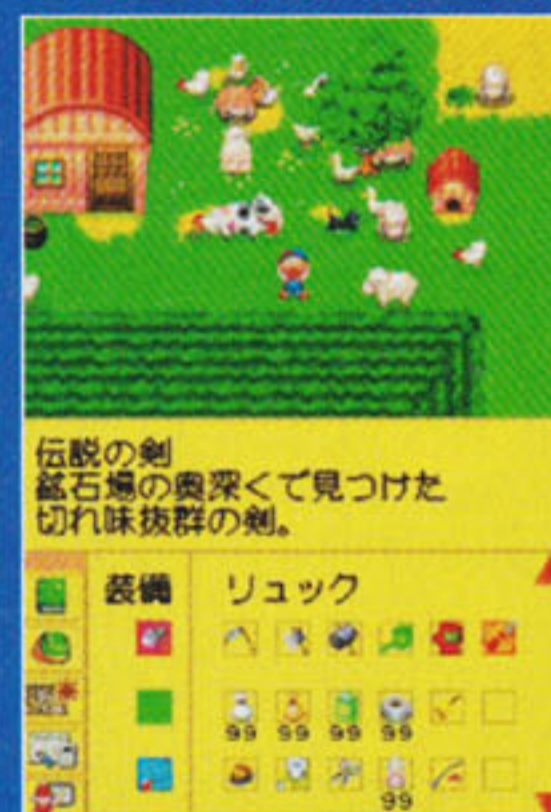 伝説の剣
鉱石場の奥深くで見つけた
切れ味抜群の剣。
装備 リュック
99 99 99 99
99